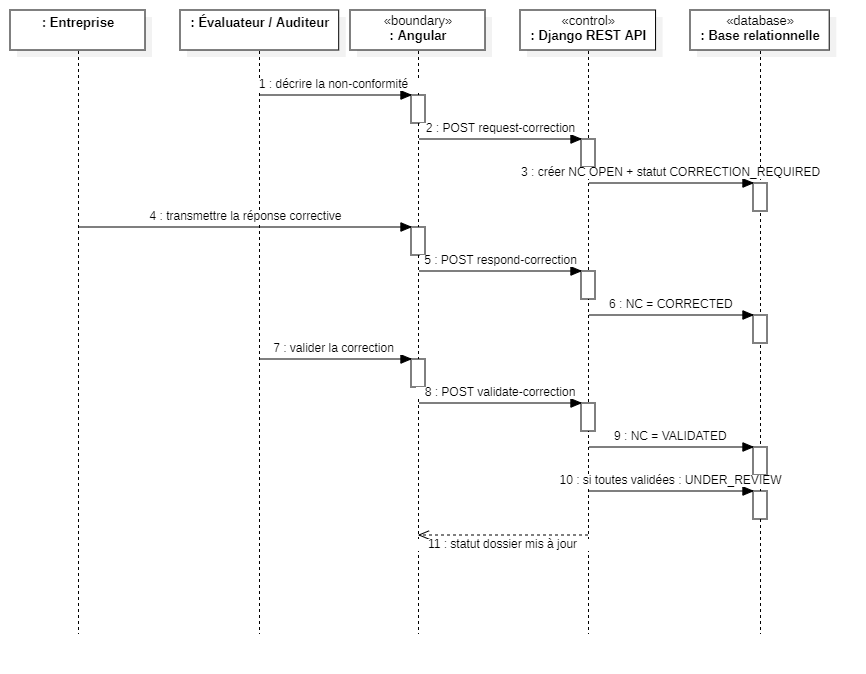 : Entreprise
: Évaluateur / Auditeur
«boundary»
: Angular
«control»
: Django REST API
«database»
: Base relationnelle
1 : décrire la non-conformité
2 : POST request-correction
3 : créer NC OPEN + statut CORRECTION_REQUIRED
4 : transmettre la réponse corrective
5 : POST respond-correction
6 : NC = CORRECTED
7 : valider la correction
8 : POST validate-correction
9 : NC = VALIDATED
10 : si toutes validées : UNDER_REVIEW
11 : statut dossier mis à jour